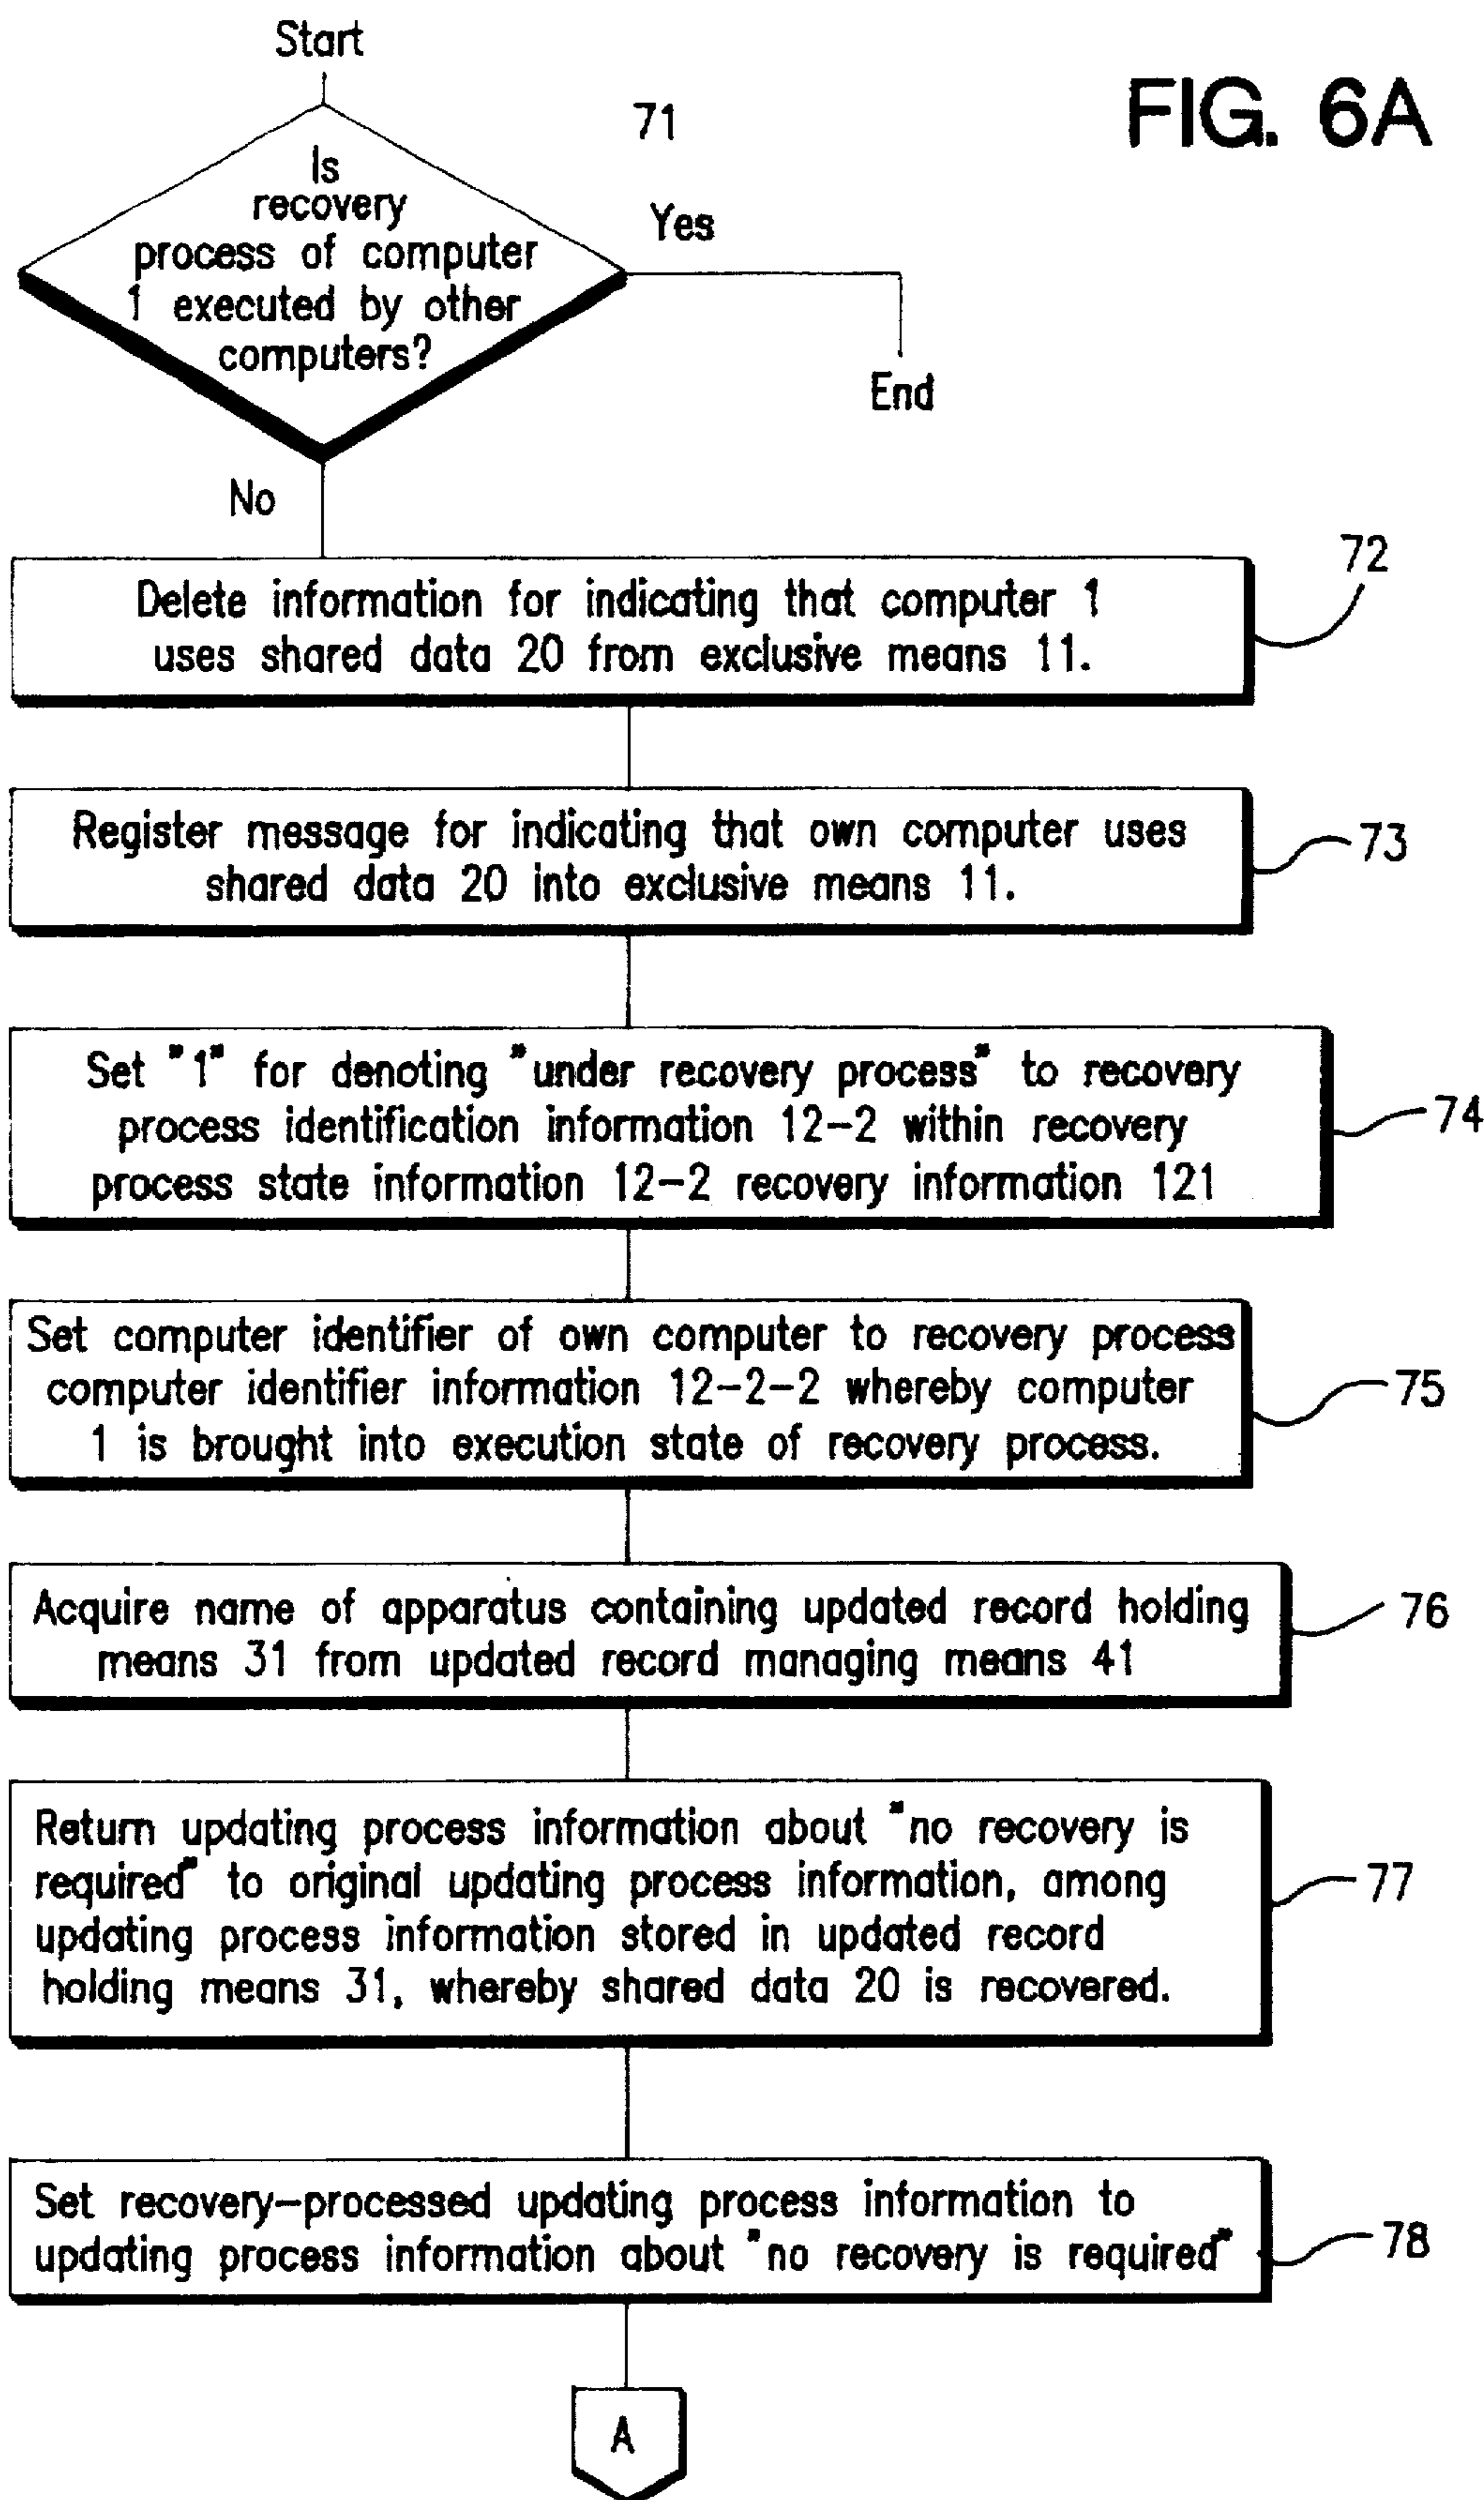 Start
FIG. 6A
71
Is
recovery
process of computer
1 executed by other
computers?
Yes
End
No
72
Delete information for indicating that computer 1
uses shared data 20 from exclusive means 11.
Register message for indicating that own computer uses
shared data 20 into exclusive means 11.
73
Set "1" for denoting "under recovery process" to recovery
process identification information 12-2 within recovery
process state information 12-2 recovery information 121
74
Set computer identifier of own computer to recovery process
computer identifier information 12-2-2 whereby computer
1 is brought into execution state of recovery process.
75
Acquire name of apparatus containing updated record holding
means 31 from updated record managing means 41
76
Return updating process information about "no recovery is
required" to original updating process information, among
updating process information stored in updated record
holding means 31, whereby shared data 20 is recovered.
77
Set recovery-processed updating process information to
updating process information about "no recovery is required"
78
A